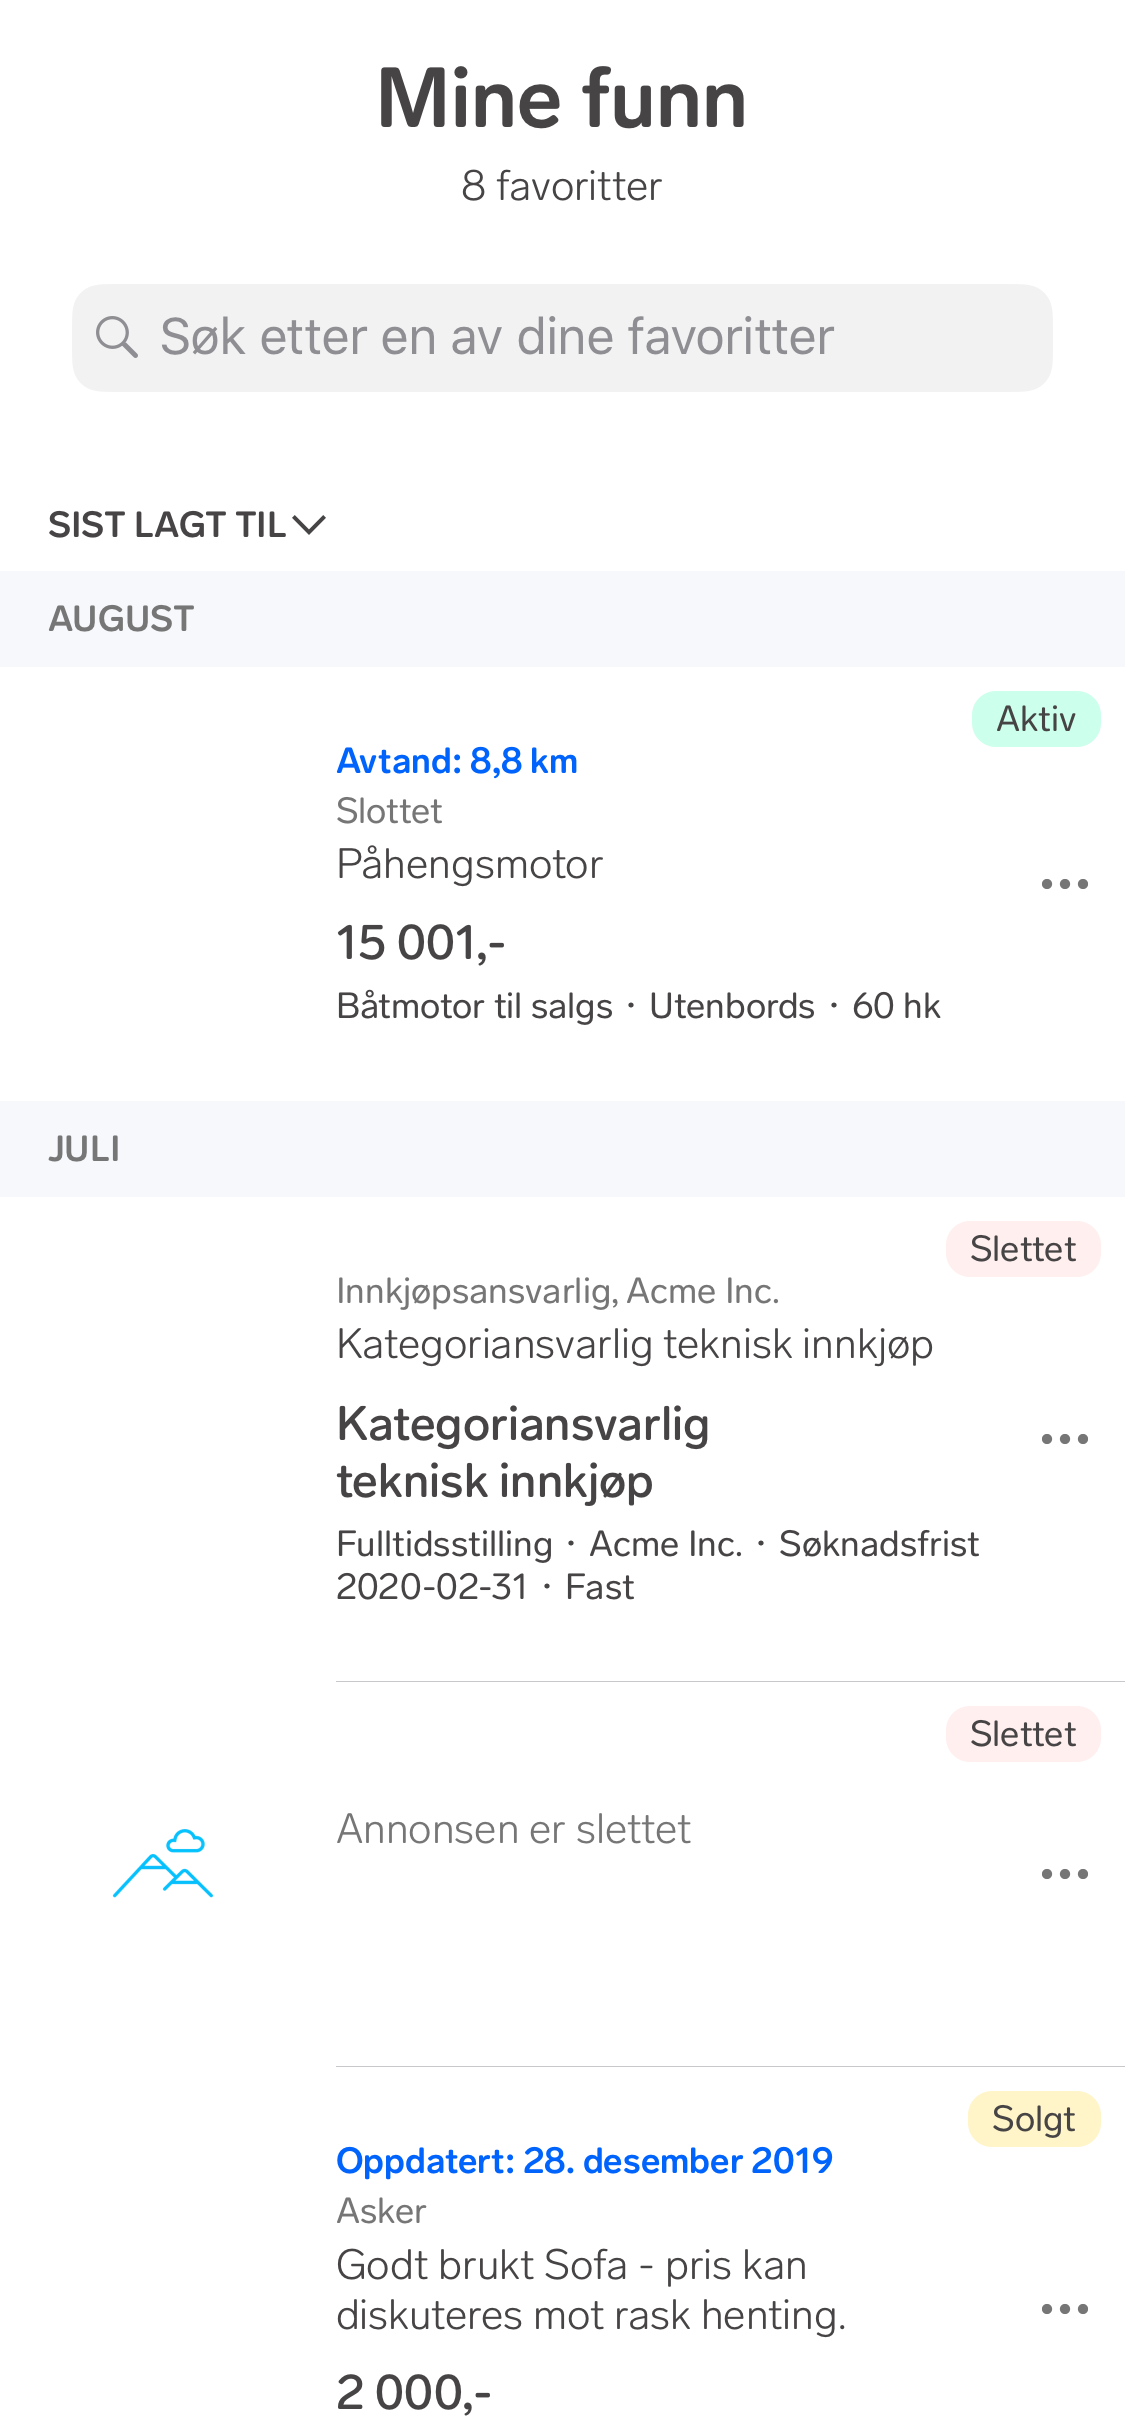 Mine funn
8 favoritter
Søk etter en av dine favoritter
SIST LAGT TIL
AUGUST
Aktiv
Avtand: 8,8 km
Slottet
Påhengsmotor
15 001,-
Båtmotor til salgs · Utenbords · 60 hk
JULI
Slettet
Innkjøpsansvarlig, Acme Inc.
Kategoriansvarlig teknisk innkjøp
Kategoriansvarlig
teknisk innkjøp
Fulltidsstilling · Acme Inc. · Søknadsfrist
2020-02-31 · Fast
Slettet
Annonsen er slettet
Solgt
Oppdatert: 28. desember 2019
Asker
Godt brukt Sofa - pris kan
diskuteres mot rask henting.
2 000,-